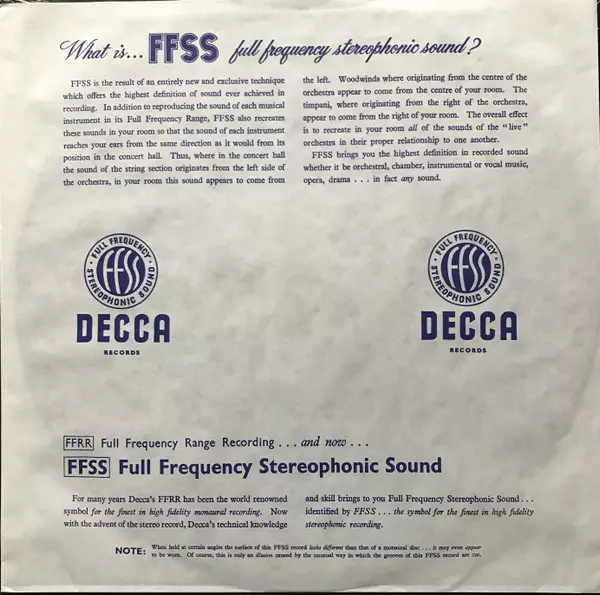 What is... FFSS full frequency stereophonic sound?
FFSS is the result of an entirely new and exclusive technique
which offers the highest definition of sound ever achieved in
recording. In addition to reproducing the sound of each musical
instrument in its Full Frequency Range, FFSS also recreates
these sounds in your room so that the sound of each instrument
reaches your ears from the same direction as it would from its
position in the concert hall. Thus, where in the concert hall
the sound of the string section originates from the left side of
the orchestra, in your room this sound appears to come from
the left. Woodwinds where originating from the centre of the
orchestra appear to come from the centre of your room. The
timpani, where originating from the right of the orchestra,
appear to come from the right of your room. The overall effect
is to recreate in your room all of the sounds of the "live"
orchestra in their proper relationship to one another.
FFSS brings you the highest definition in recorded sound
whether it be orchestral, chamber, instrumental or vocal music,
opera, drama . . . in fact any sound.
· FULL FREQUENCY ·
FFSS
STEREOPHONIC SOUND
DECCA
RECORDS
· FULL FREQUENCY ·
FFSS
STEREOPHONIC SOUND
DECCA
RECORDS
FFRR Full Frequency Range Recording . . . and now . . .
FFSS Full Frequency Stereophonic Sound
For many years Decca's FFRR has been the world renowned
symbol for the finest in high fidelity monaural recording. Now
with the advent of the stereo record, Decca's technical knowledge
and skill brings to you Full Frequency Stereophonic Sound . . .
identified by FFSS . . . the symbol for the finest in high fidelity
stereophonic recording.
NOTE: When held at certain angles the surface of this FFSS record looks different than that of a monaural disc . . . it may even appear
to be worn. Of course, this is only an illusion caused by the unusual way in which the grooves of this FFSS record are cut.